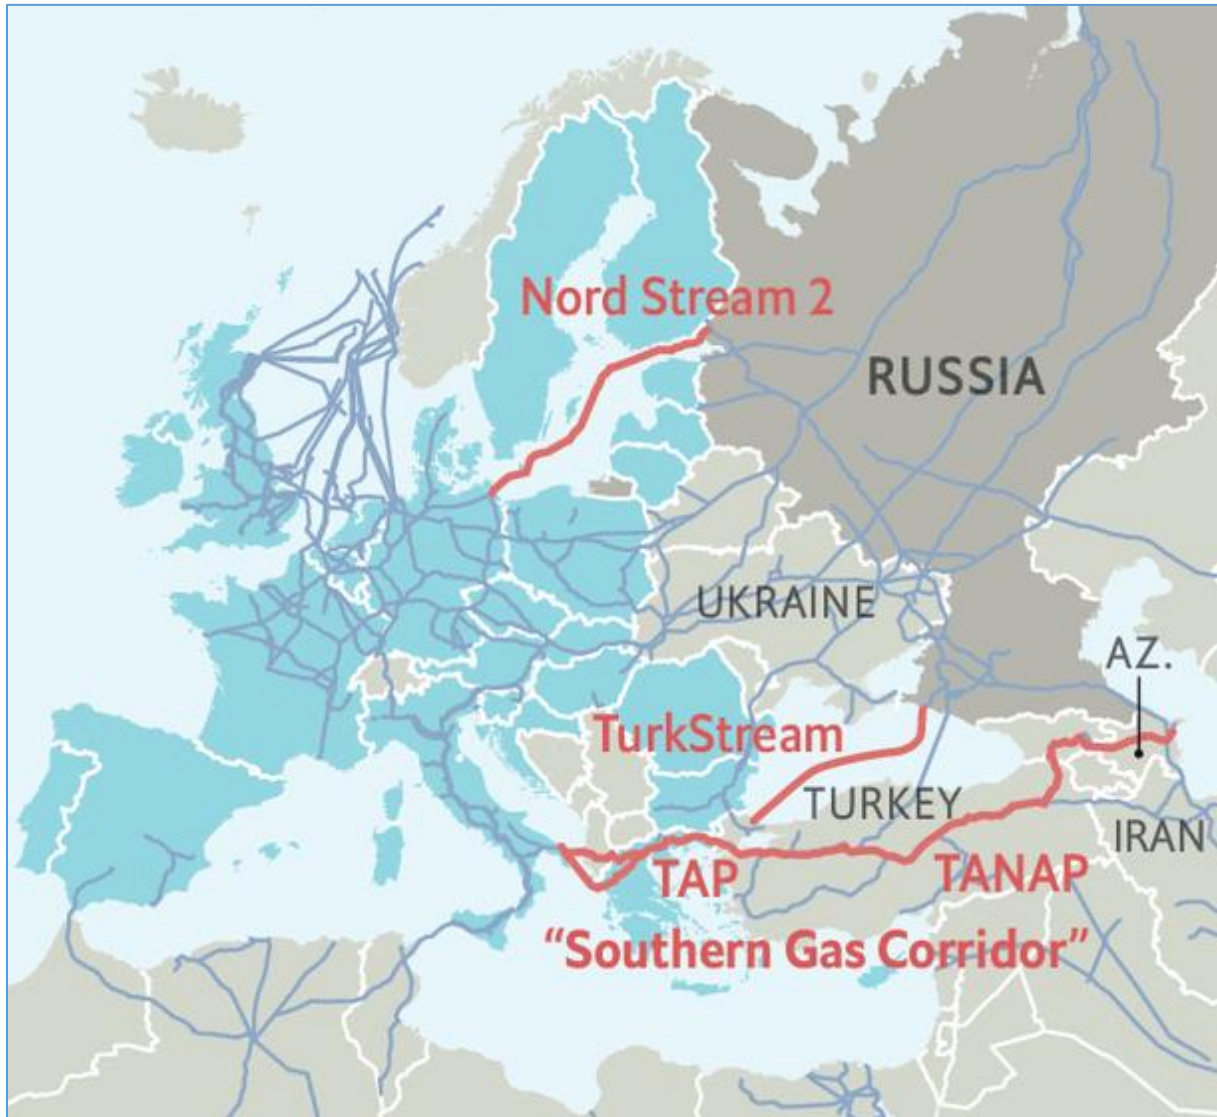 Nord Stream 2
RUSSIA
UKRAINE
AZ.
TurkStream
TURKEY
IRAN
TAP
TANAP
“Southern Gas Corridor”